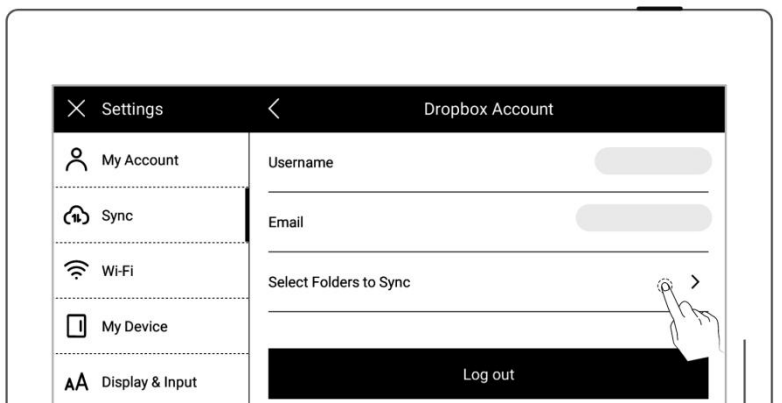 Settings
Dropbox Account
My Account
Username
Sync
Email
Wi-Fi
Select Folders to Sync
My Device
Log out
AA Display & Input